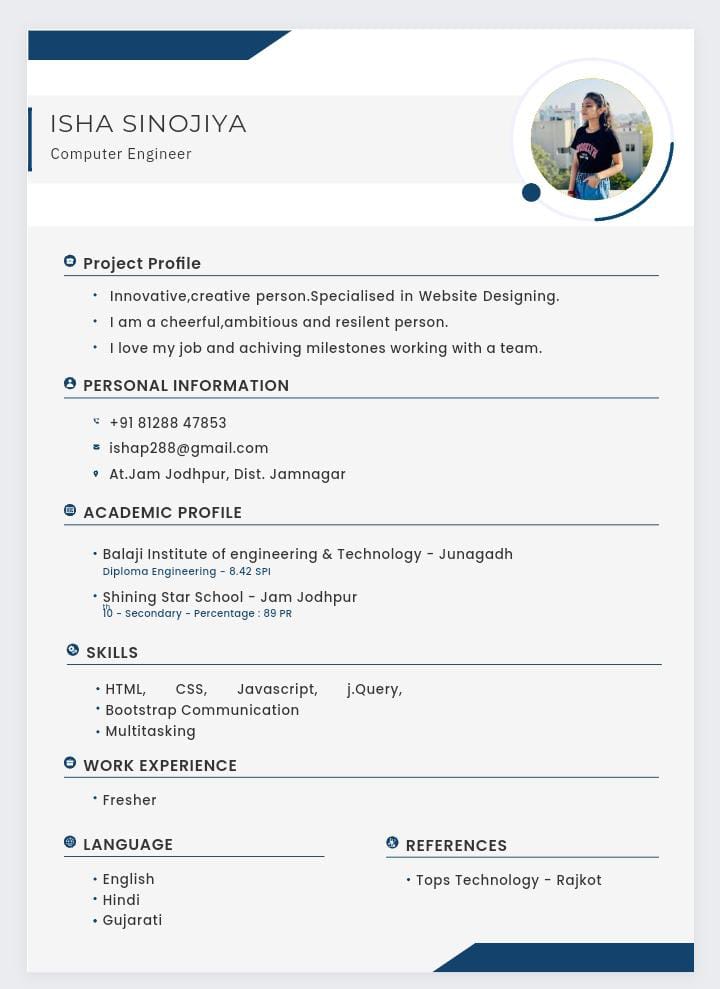 ISHA SINOJIYA
Computer Engineer
BROOKLYN
Project Profile
• Innovative,creative person.Specialised in Website Designing.
• I am a cheerful,ambitious and resilent person.
• I love my job and achiving milestones working with a team.
PERSONAL INFORMATION
+91 81288 47853
ishap288@gmail.com
At.Jam Jodhpur, Dist. Jamnagar
ACADEMIC PROFILE
• Balaji Institute of engineering & Technology - Junagadh
Diploma Engineering - 8.42 SPI
• Shining Star School - Jam Jodhpur
10th - Secondary - Percentage : 89 PR
SKILLS
• HTML, CSS, Javascript, j.Query,
• Bootstrap Communication
• Multitasking
WORK EXPERIENCE
• Fresher
LANGUAGE
• English
• Hindi
• Gujarati
REFERENCES
• Tops Technology - Rajkot